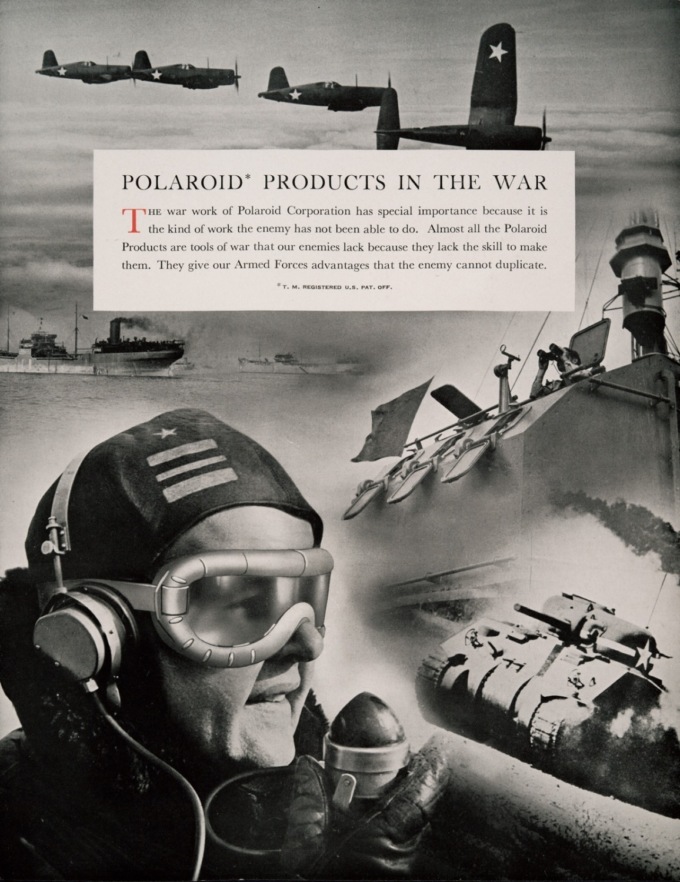 POLAROID* PRODUCTS IN THE WAR
THE war work of Polaroid Corporation has special importance because it is
the kind of work the enemy has not been able to do. Almost all the Polaroid
Products are tools of war that our enemies lack because they lack the skill to make
them. They give our Armed Forces advantages that the enemy cannot duplicate.
*T. M. REGISTERED U.S. PAT. OFF.